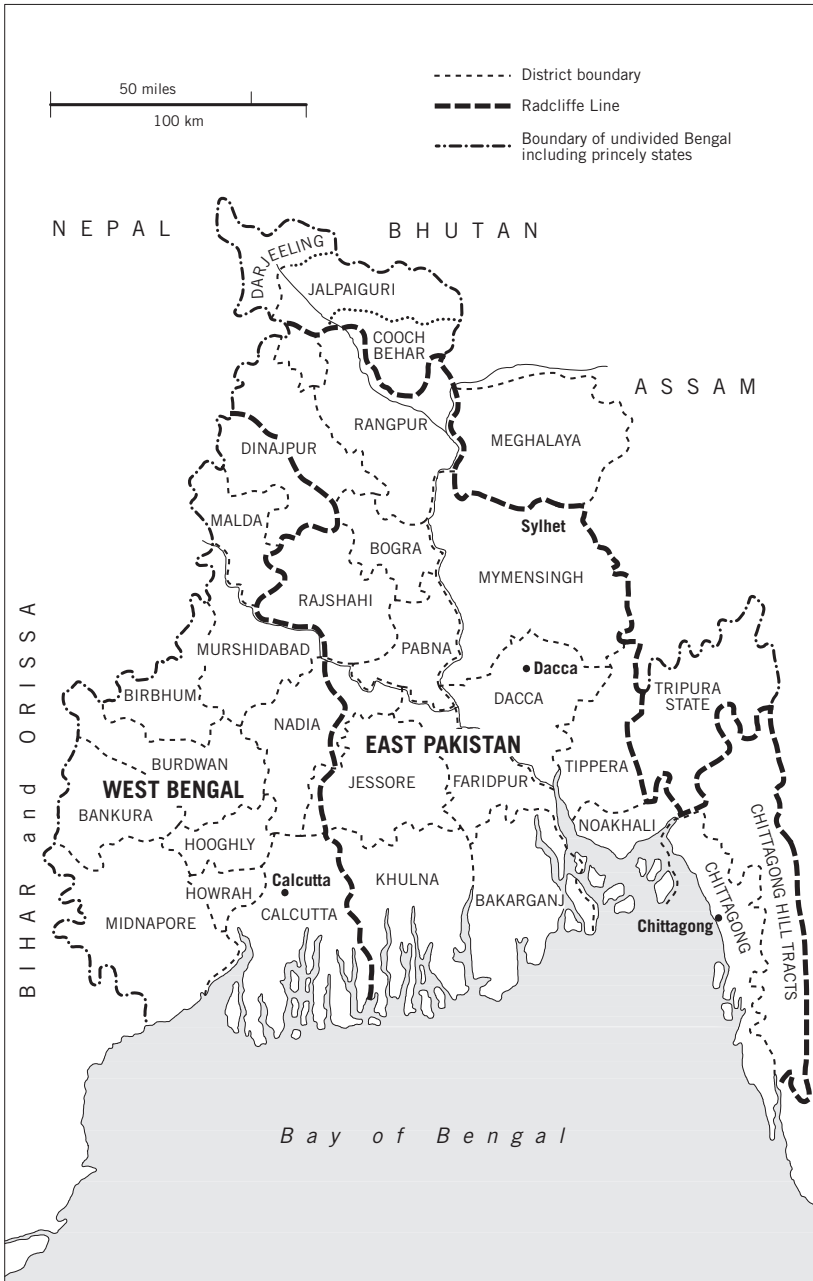 50 miles
100 km
District boundary
Radcliffe Line
Boundary of undivided Bengal
including princely states
NEPAL
BHUTAN
DARJEELING
JALPAIGURI
COOCH
BEHAR
ASSAM
RANGPUR
MEGHALAYA
DINAJPUR
MALDA
Sylhet
BOGRA
MYMENSINGH
RAJSHAHI
BIHAR and ORISSA
MURSHIDABAD
PABNA
Dacca
DACCA
BIRBHUM
TRIPURA
STATE
NADIA
EAST PAKISTAN
BURDWAN
WEST BENGAL
TIPPERA
JESSORE
FARIDPUR
BANKURA
NOAKHALI
HOOGHLY
CHITTAGONG HILL TRACTS
Calcutta
KHULNA
HOWRAH
BAKARGANJ
CHITTAGONG
CALCUTTA
MIDNAPORE
Chittagong
Bay of Bengal